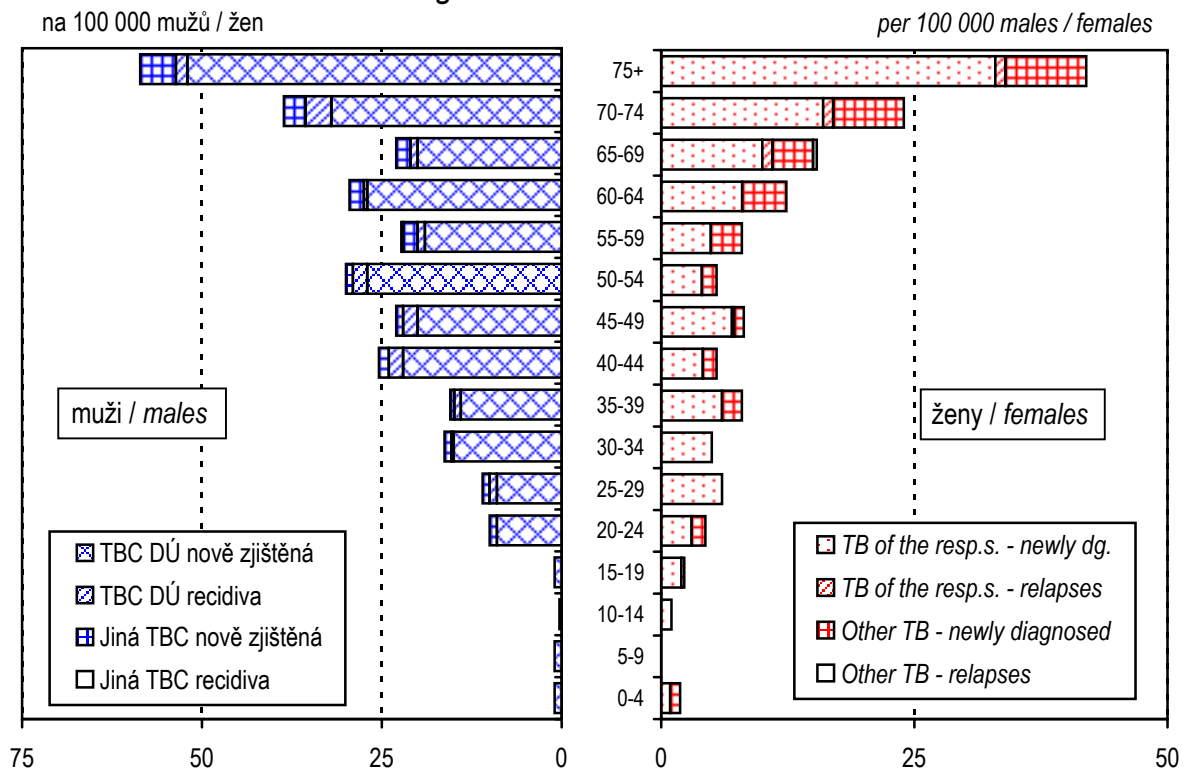 na 100 000 mužů / žen
per 100 000 males / females
75+
70-74
65-69
60-64
55-59
50-54
45-49
40-44
35-39
30-34
25-29
20-24
15-19
10-14
5-9
0-4
muži / males
ženy / females
TBC DÚ nově zjištěná
TBC DÚ recidiva
Jiná TBC nově zjištěná
Jiná TBC recidiva
TB of the resp.s. - newly dg.
TB of the resp.s. - relapses
Other TB - newly diagnosed
Other TB - relapses
75 50 25 0
0 25 50